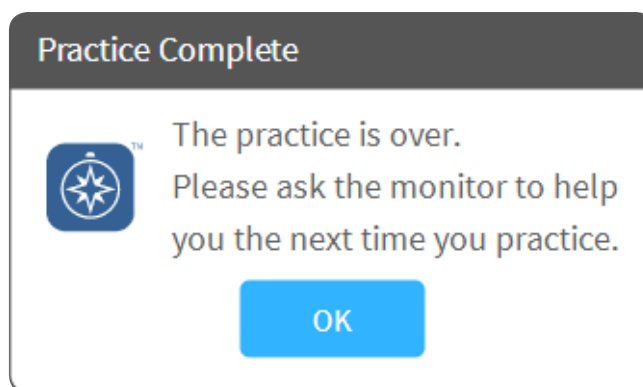 Practice Complete
TM
The practice is over.
Please ask the monitor to help
you the next time you practice.
OK